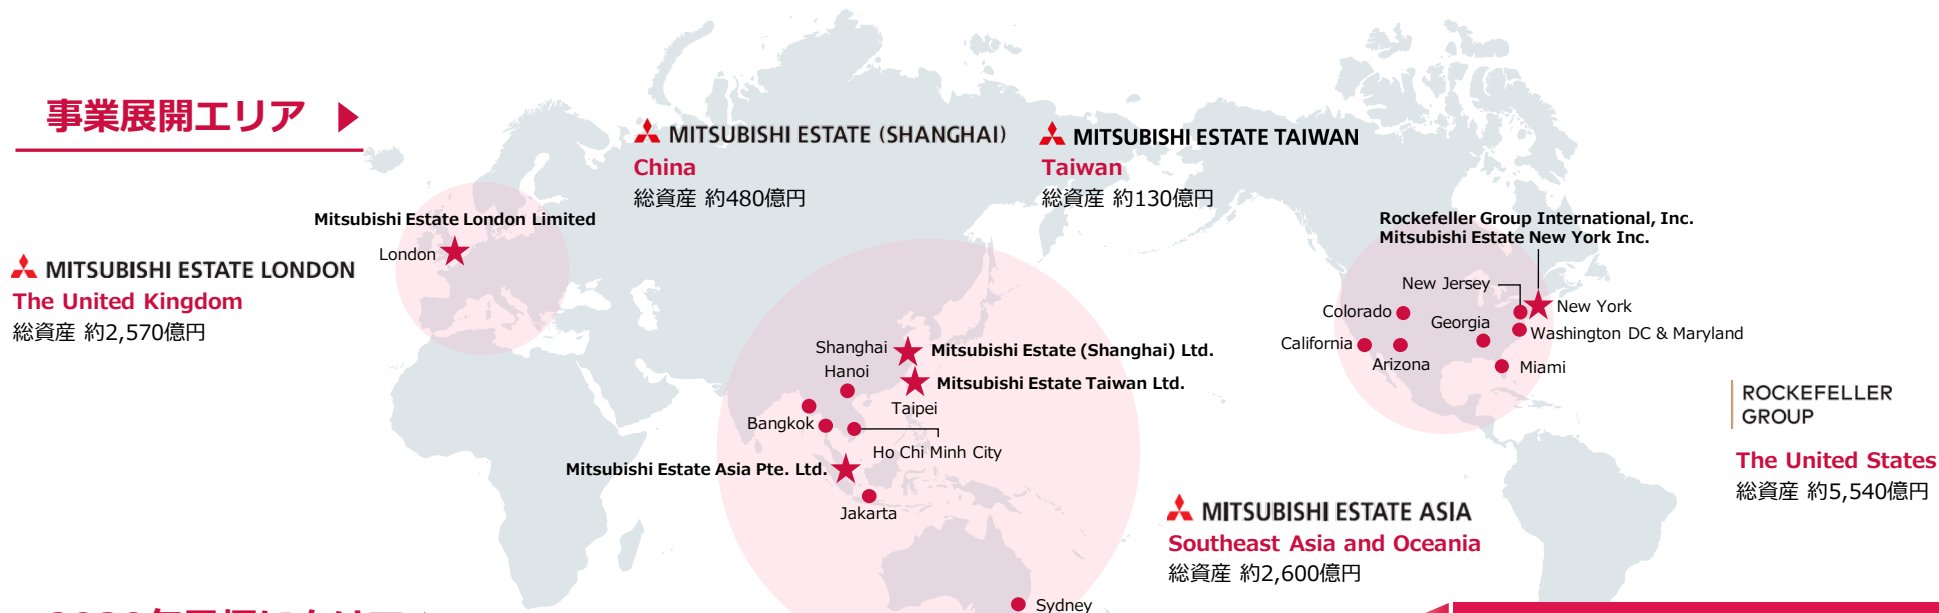 事業展開エリア
MITSUBISHI ESTATE (SHANGHAI)
China
総資産 約480億円
MITSUBISHI ESTATE TAIWAN
Taiwan
総資産 約130億円
Mitsubishi Estate London Limited
London
MITSUBISHI ESTATE LONDON
The United Kingdom
総資産 約2,570億円
Rockefeller Group International, Inc.
Mitsubishi Estate New York Inc.
New Jersey
New York
Colorado
Georgia
Washington DC & Maryland
California
Arizona
Miami
Shanghai
Mitsubishi Estate (Shanghai) Ltd.
Hanoi
Mitsubishi Estate Taiwan Ltd.
Taipei
Bangkok
Ho Chi Minh City
Mitsubishi Estate Asia Pte. Ltd.
Jakarta
ROCKEFELLER
GROUP
The United States
総資産 約5,540億円
MITSUBISHI ESTATE ASIA
Southeast Asia and Oceania
総資産 約2,600億円
Sydney